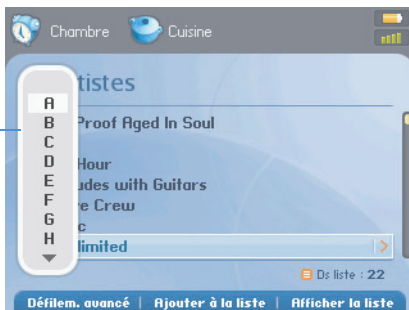 Chambre Cuisine
tistes
A
B Proof Aged In Soul
C
D Hour
E udes with Guitars
F e Crew
G c
H limited
Ds liste : 22
Défilem. avancé | Ajouter à la liste | Afficher la liste